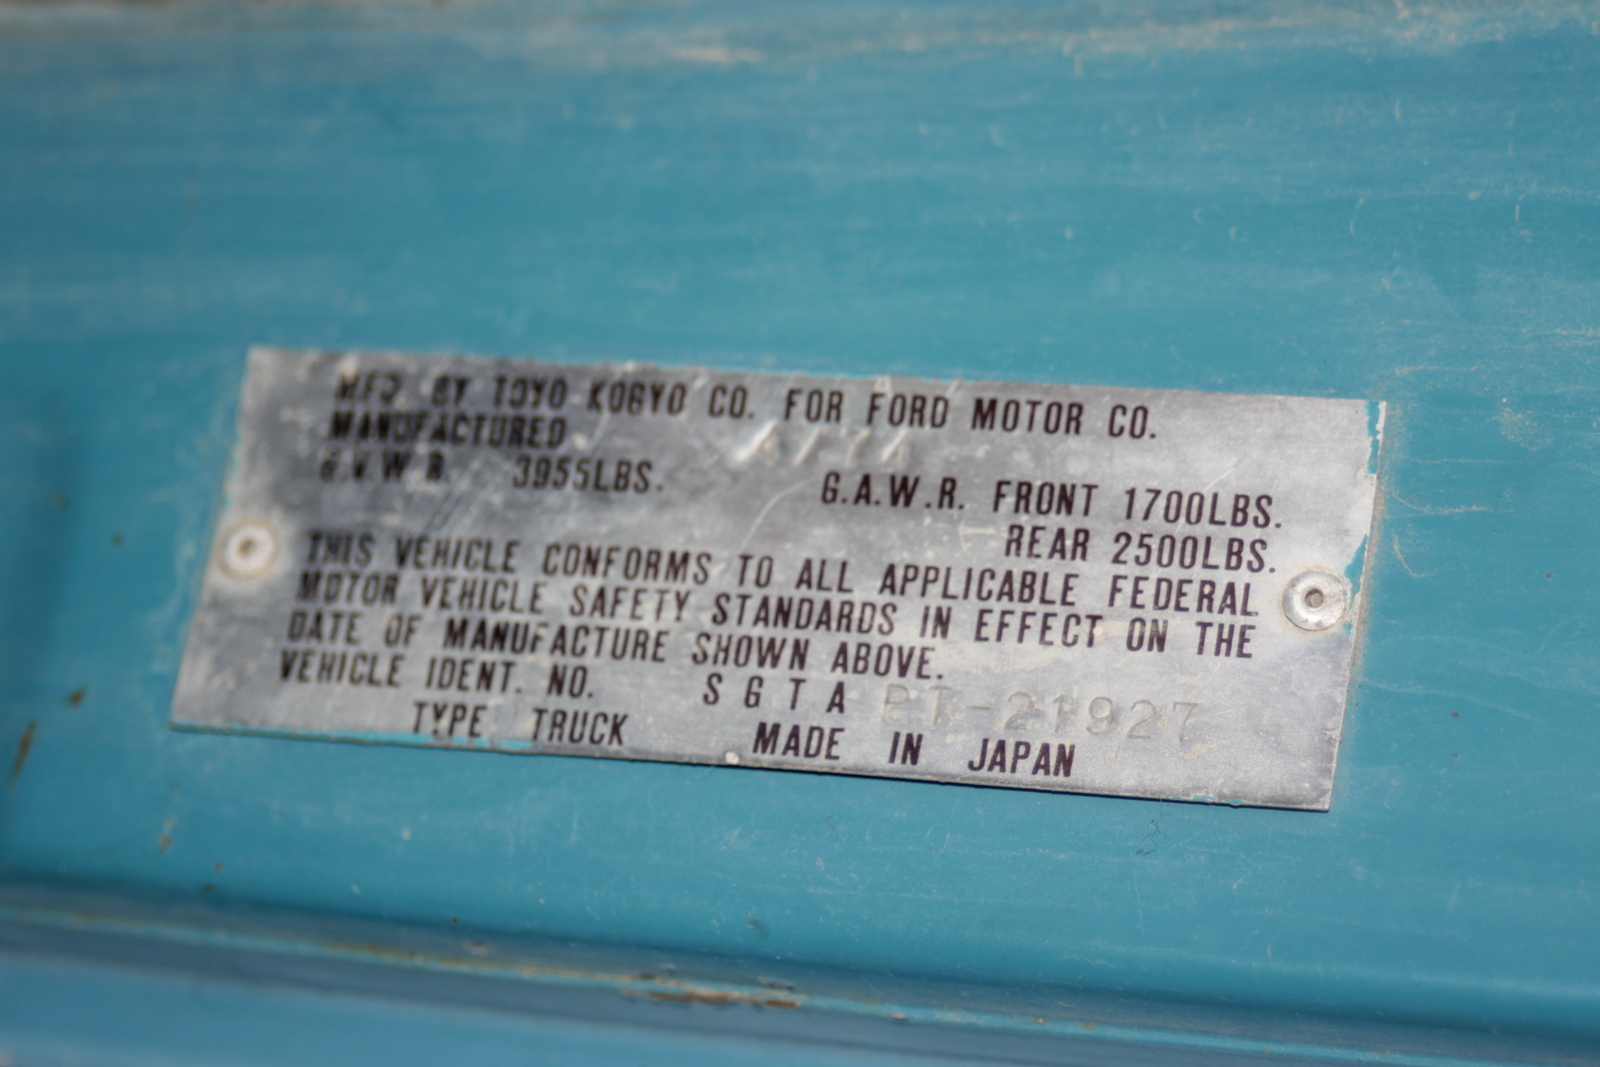 MFD. BY TOYO KOGYO CO. FOR FORD MOTOR CO.
MANUFACTURED
G.V.W.R. 3955LBS. G.A.W.R. FRONT 1700LBS.
REAR 2500LBS.
THIS VEHICLE CONFORMS TO ALL APPLICABLE FEDERAL
MOTOR VEHICLE SAFETY STANDARDS IN EFFECT ON THE
DATE OF MANUFACTURE SHOWN ABOVE.
VEHICLE IDENT. NO. SGTA PT-21927
TYPE TRUCK MADE IN JAPAN